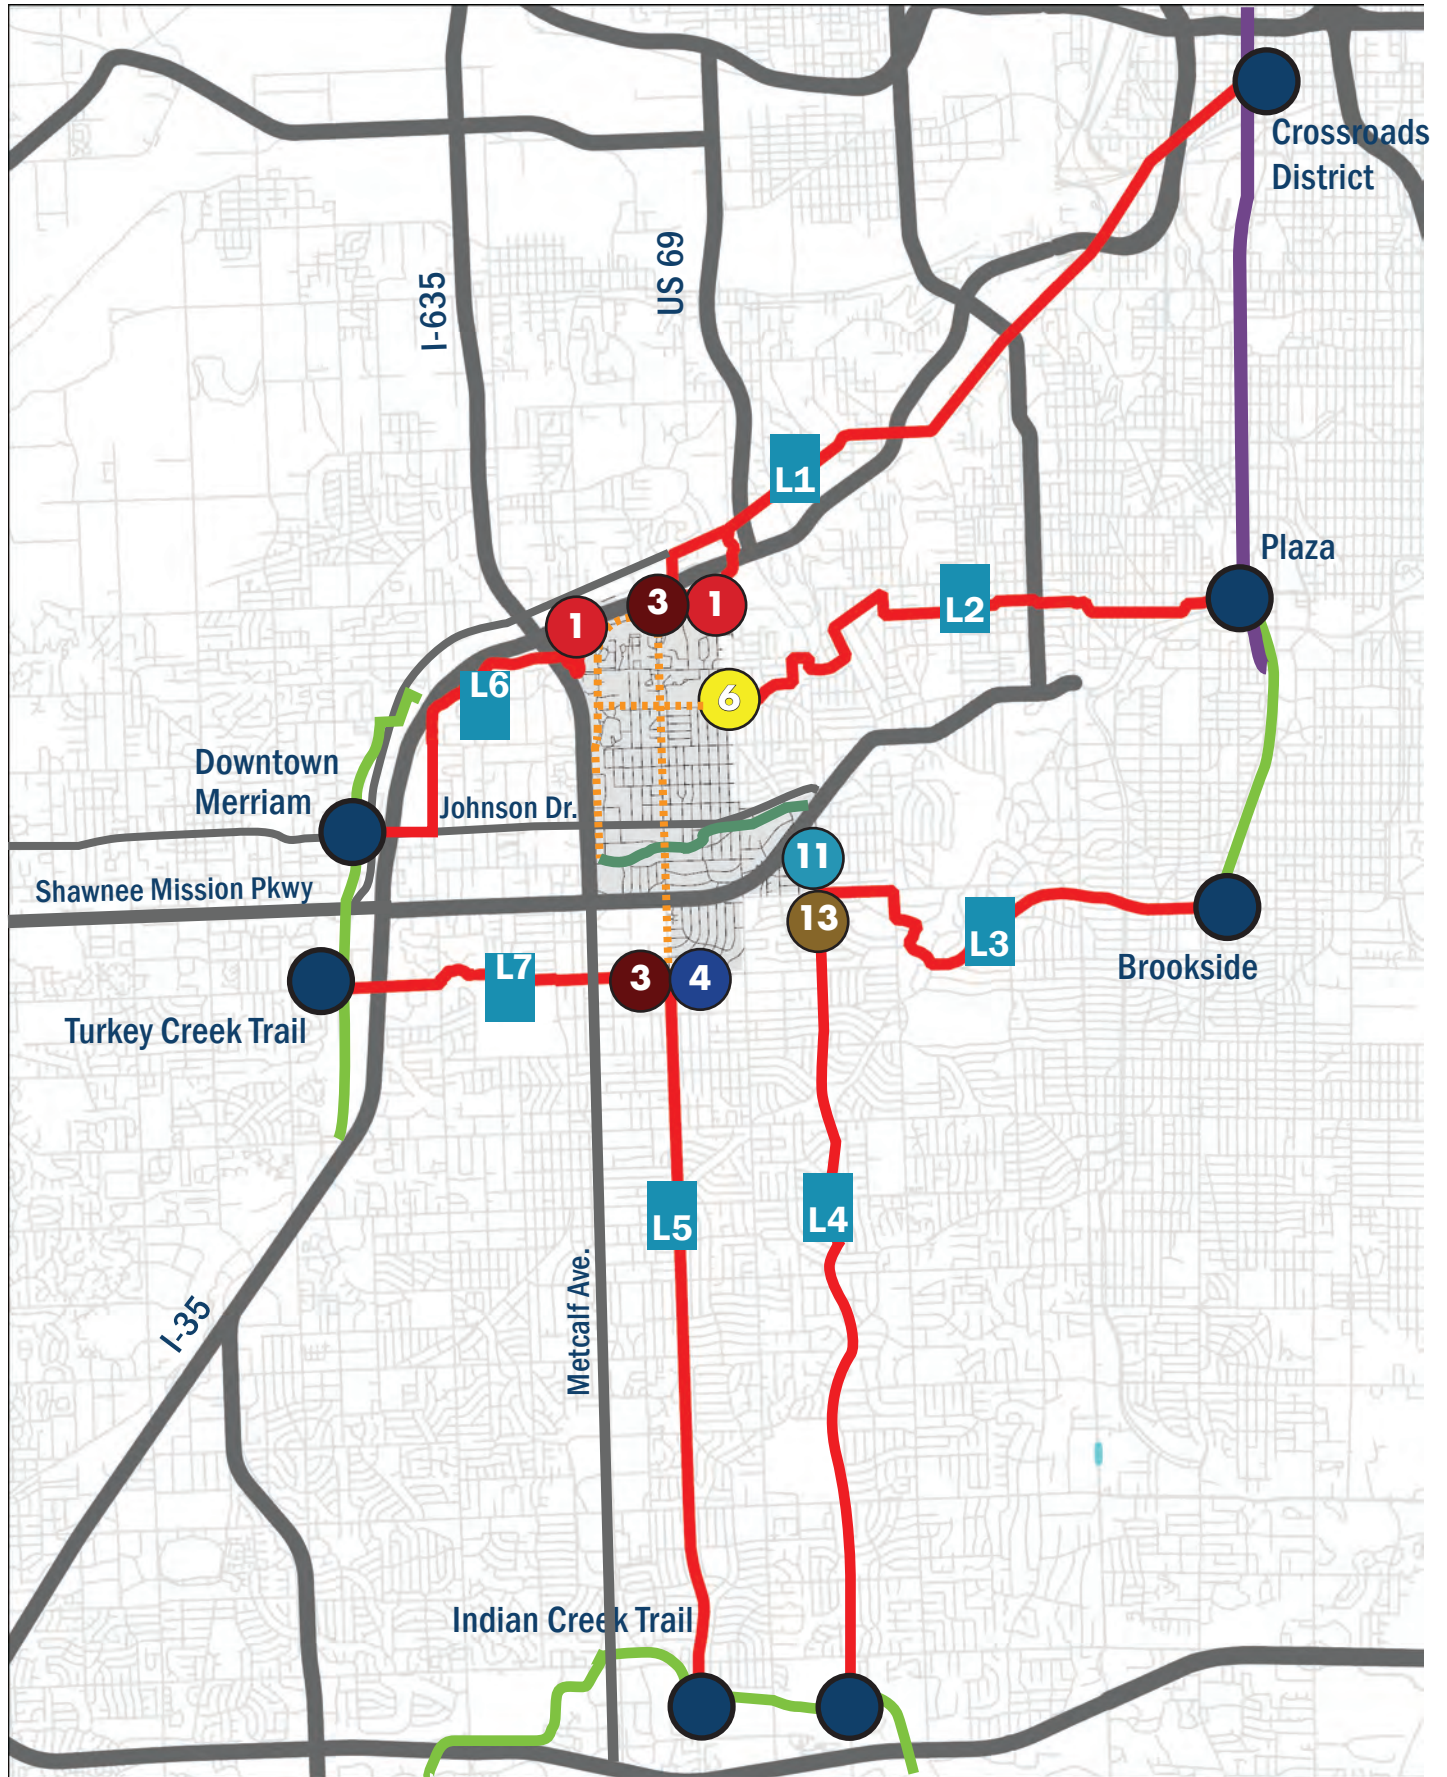 Crossroads
District
US 69
I-635
L1
Plaza
3
1
1
L2
L6
6
Downtown
Merriam
Johnson Dr.
11
Shawnee Mission Pkwy
13
L3
Brookside
L7
3
4
Turkey Creek Trail
L5
L4
Metcalf Ave.
I-35
Indian Creek Trail